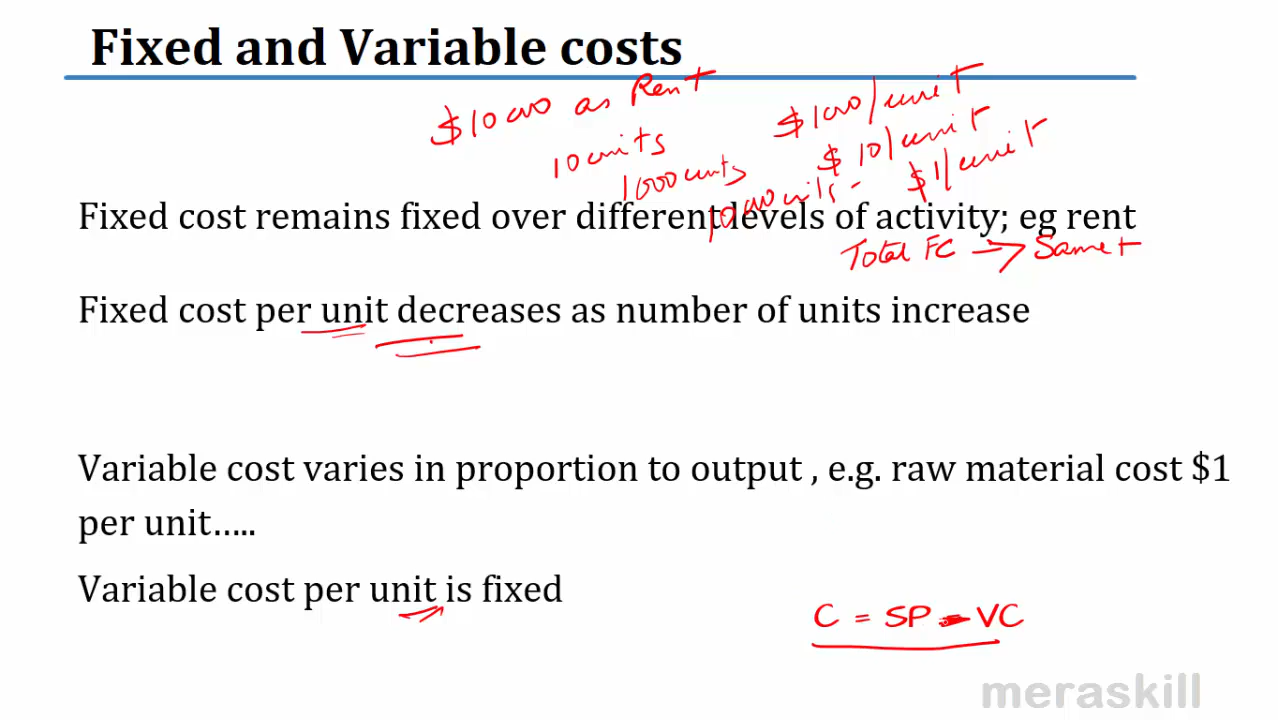 Fixed and Variable costs
$10000 as Rent
$1000/unit
10 units
$10/unit
1000 units
$1/unit
10000 units -
Fixed cost remains fixed over different levels of activity; eg rent
Total FC → Same
Fixed cost per unit decreases as number of units increase
Variable cost varies in proportion to output , e.g. raw material cost $1
per unit.....
Variable cost per unit is fixed
C = SP - VC
meraskill